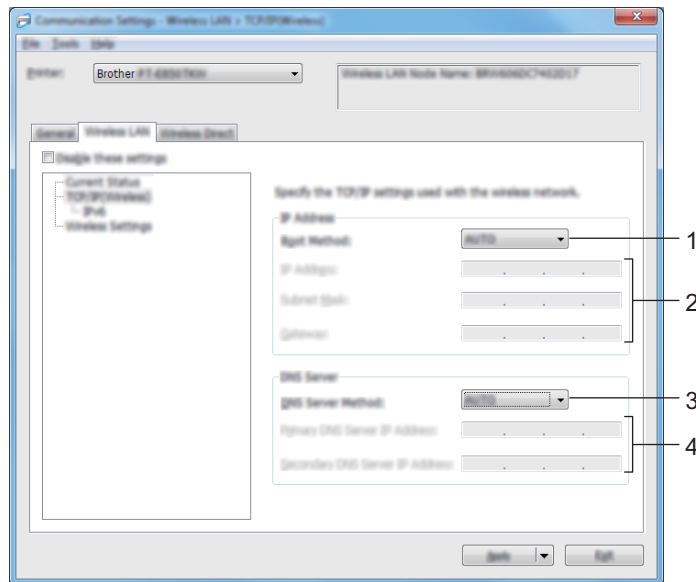 Communication Settings - Wireless LAN > TCP/IP(Wireless)
File Tools Help
Printer: Brother PT-E850TKW
Wireless LAN Node Name:
General Wireless LAN Wireless Direct
Disable these settings
Current Status
TCP/IP(Wireless)
IPv6
Wireless Settings
Specify the TCP/IP settings used with the wireless network.
IP Address
Boot Method: AUTO 1
IP Address: . . .
2
Subnet Mask: . . .
Gateway: . . .
DNS Server
DNS Server Method: AUTO 3
Primary DNS Server IP Address: . . .
4
Secondary DNS Server IP Address: . . .
Apply Exit